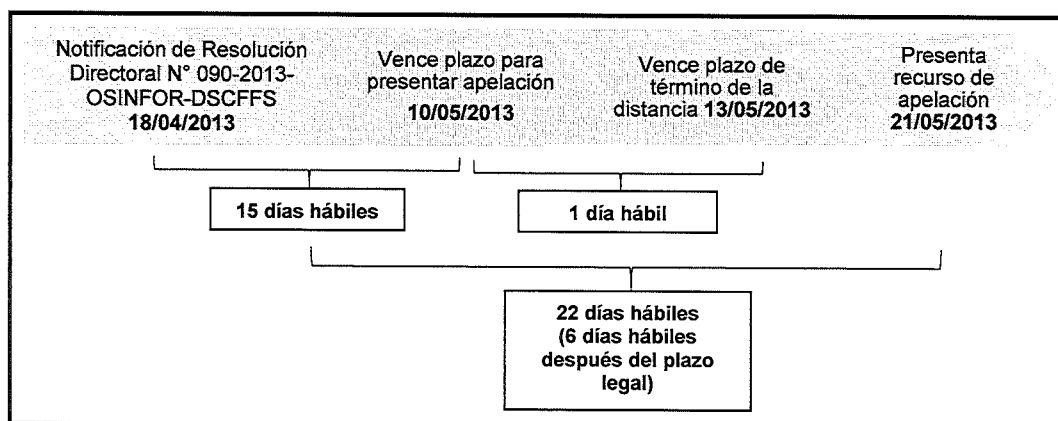 Notificación de Resolución
Directoral N° 090-2013-
OSINFOR-DSCFFS
18/04/2013
Vence plazo para
presentar apelación
10/05/2013
Vence plazo de
término de la
distancia 13/05/2013
Presenta
recurso de
apelación
21/05/2013
15 días hábiles
1 día hábil
22 días hábiles
(6 días hábiles
después del plazo
legal)